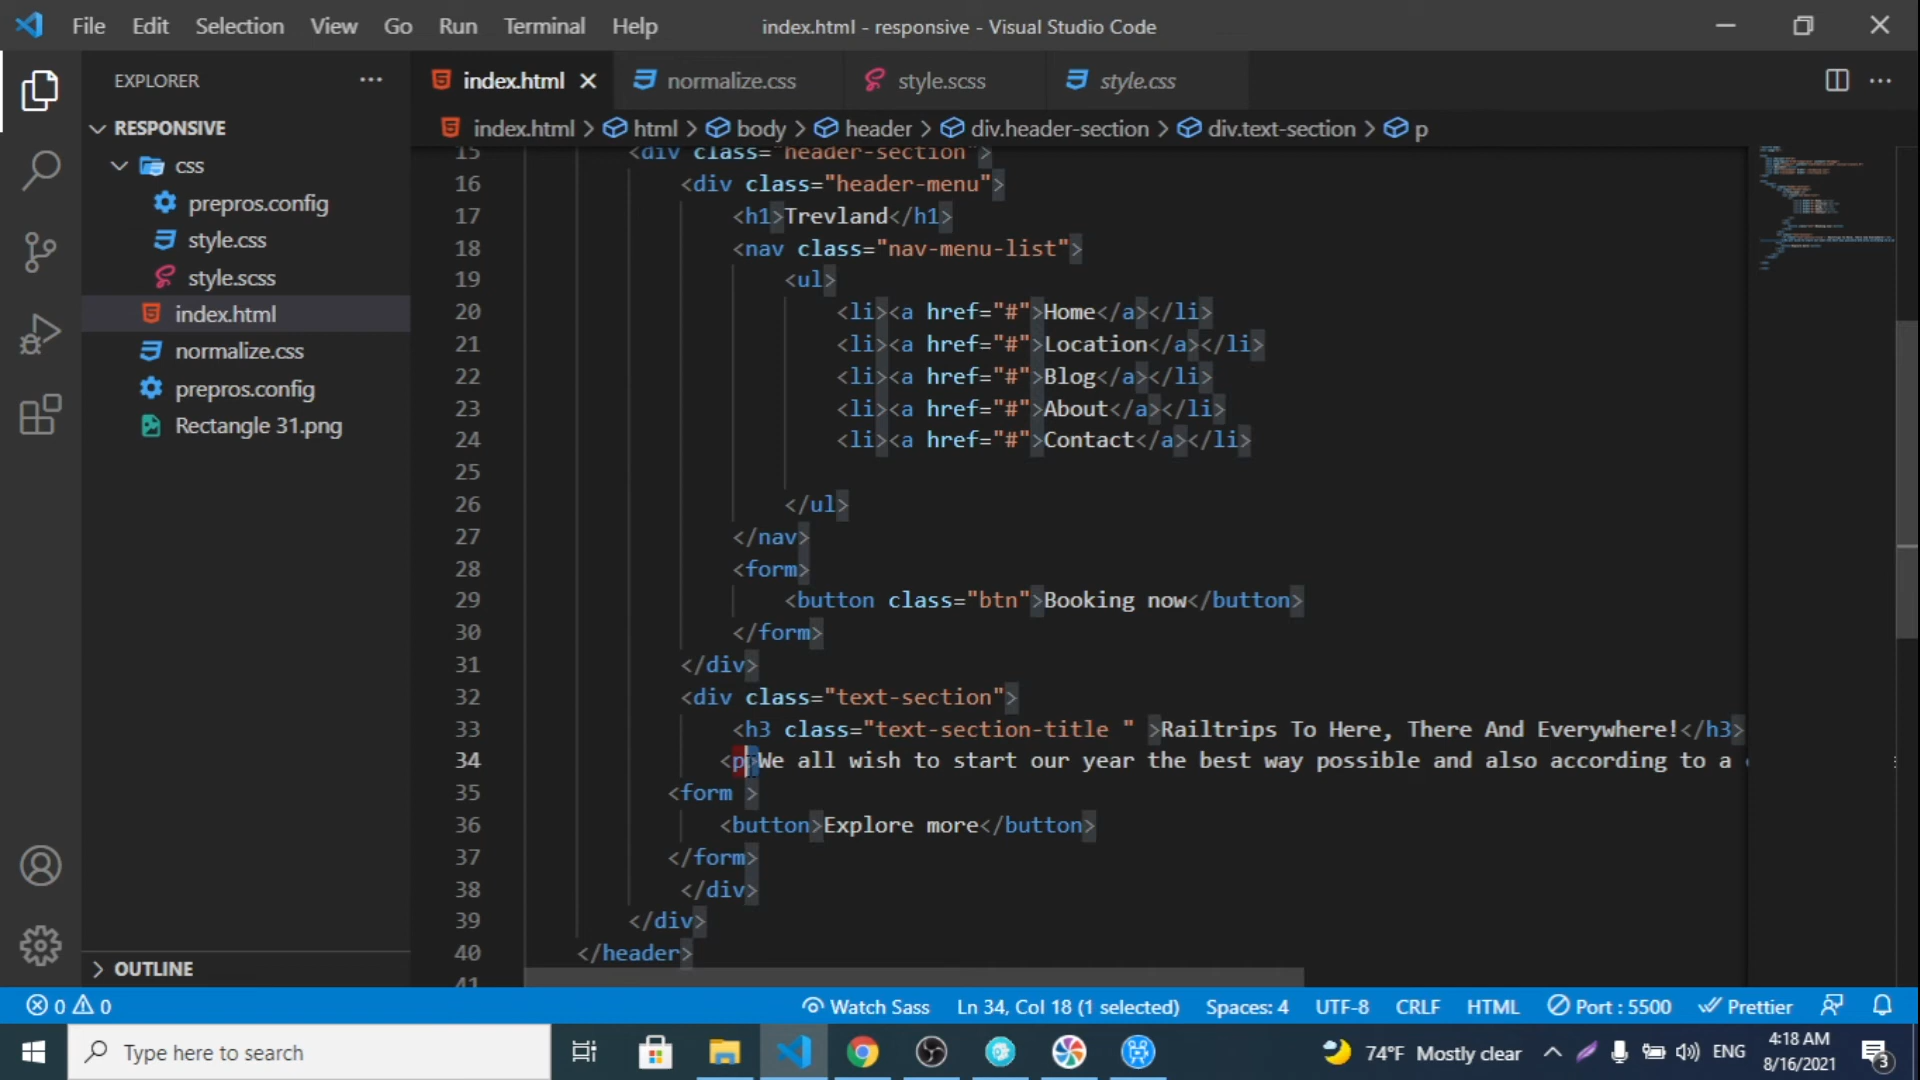 File Edit Selection View Go Run Terminal Help index.html - responsive - Visual Studio Code
EXPLORER
index.html normalize.css style.scss style.css
RESPONSIVE
index.html > html > body > header > div.header-section > div.text-section > p
css
prepros.config
style.css
style.scss
index.html
normalize.css
prepros.config
Rectangle 31.png
OUTLINE
15 <div class="header-section">
16 <div class="header-menu">
17 <h1>Trevland</h1>
18 <nav class="nav-menu-list">
19 <ul>
20 <li><a href="#">Home</a></li>
21 <li><a href="#">Location</a></li>
22 <li><a href="#">Blog</a></li>
23 <li><a href="#">About</a></li>
24 <li><a href="#">Contact</a></li>
25
26 </ul>
27 </nav>
28 <form>
29 <button class="btn">Booking now</button>
30 </form>
31 </div>
32 <div class="text-section">
33 <h3 class="text-section-title " >Railtrips To Here, There And Everywhere!</h3>
34 <p>We all wish to start our year the best way possible and also according to a
35 <form >
36 <button>Explore more</button>
37 </form>
38 </div>
39 </div>
40 </header>
41
0 0 Watch Sass Ln 34, Col 18 (1 selected) Spaces: 4 UTF-8 CRLF HTML Port : 5500 Prettier
Type here to search 74°F Mostly clear ENG 4:18 AM
8/16/2021 3